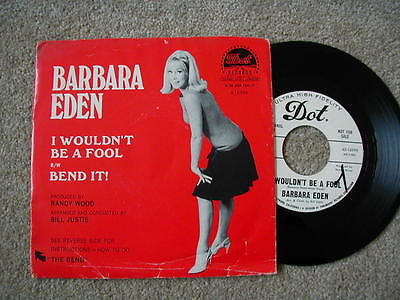 BARBARA
EDEN
I WOULDN'T
BE A FOOL
B/W
BEND IT!
PRODUCED BY
RANDY WOOD
ARRANGED AND CONDUCTED BY
BILL JUSTIS
SEE REVERSE SIDE FOR
INSTRUCTIONS—HOW TO DO
THE BEND
Dot
ULTRA HIGH FIDELITY
Dot.
NOT FOR
SALE
WOULDN'T BE A FOOL
BARBARA EDEN